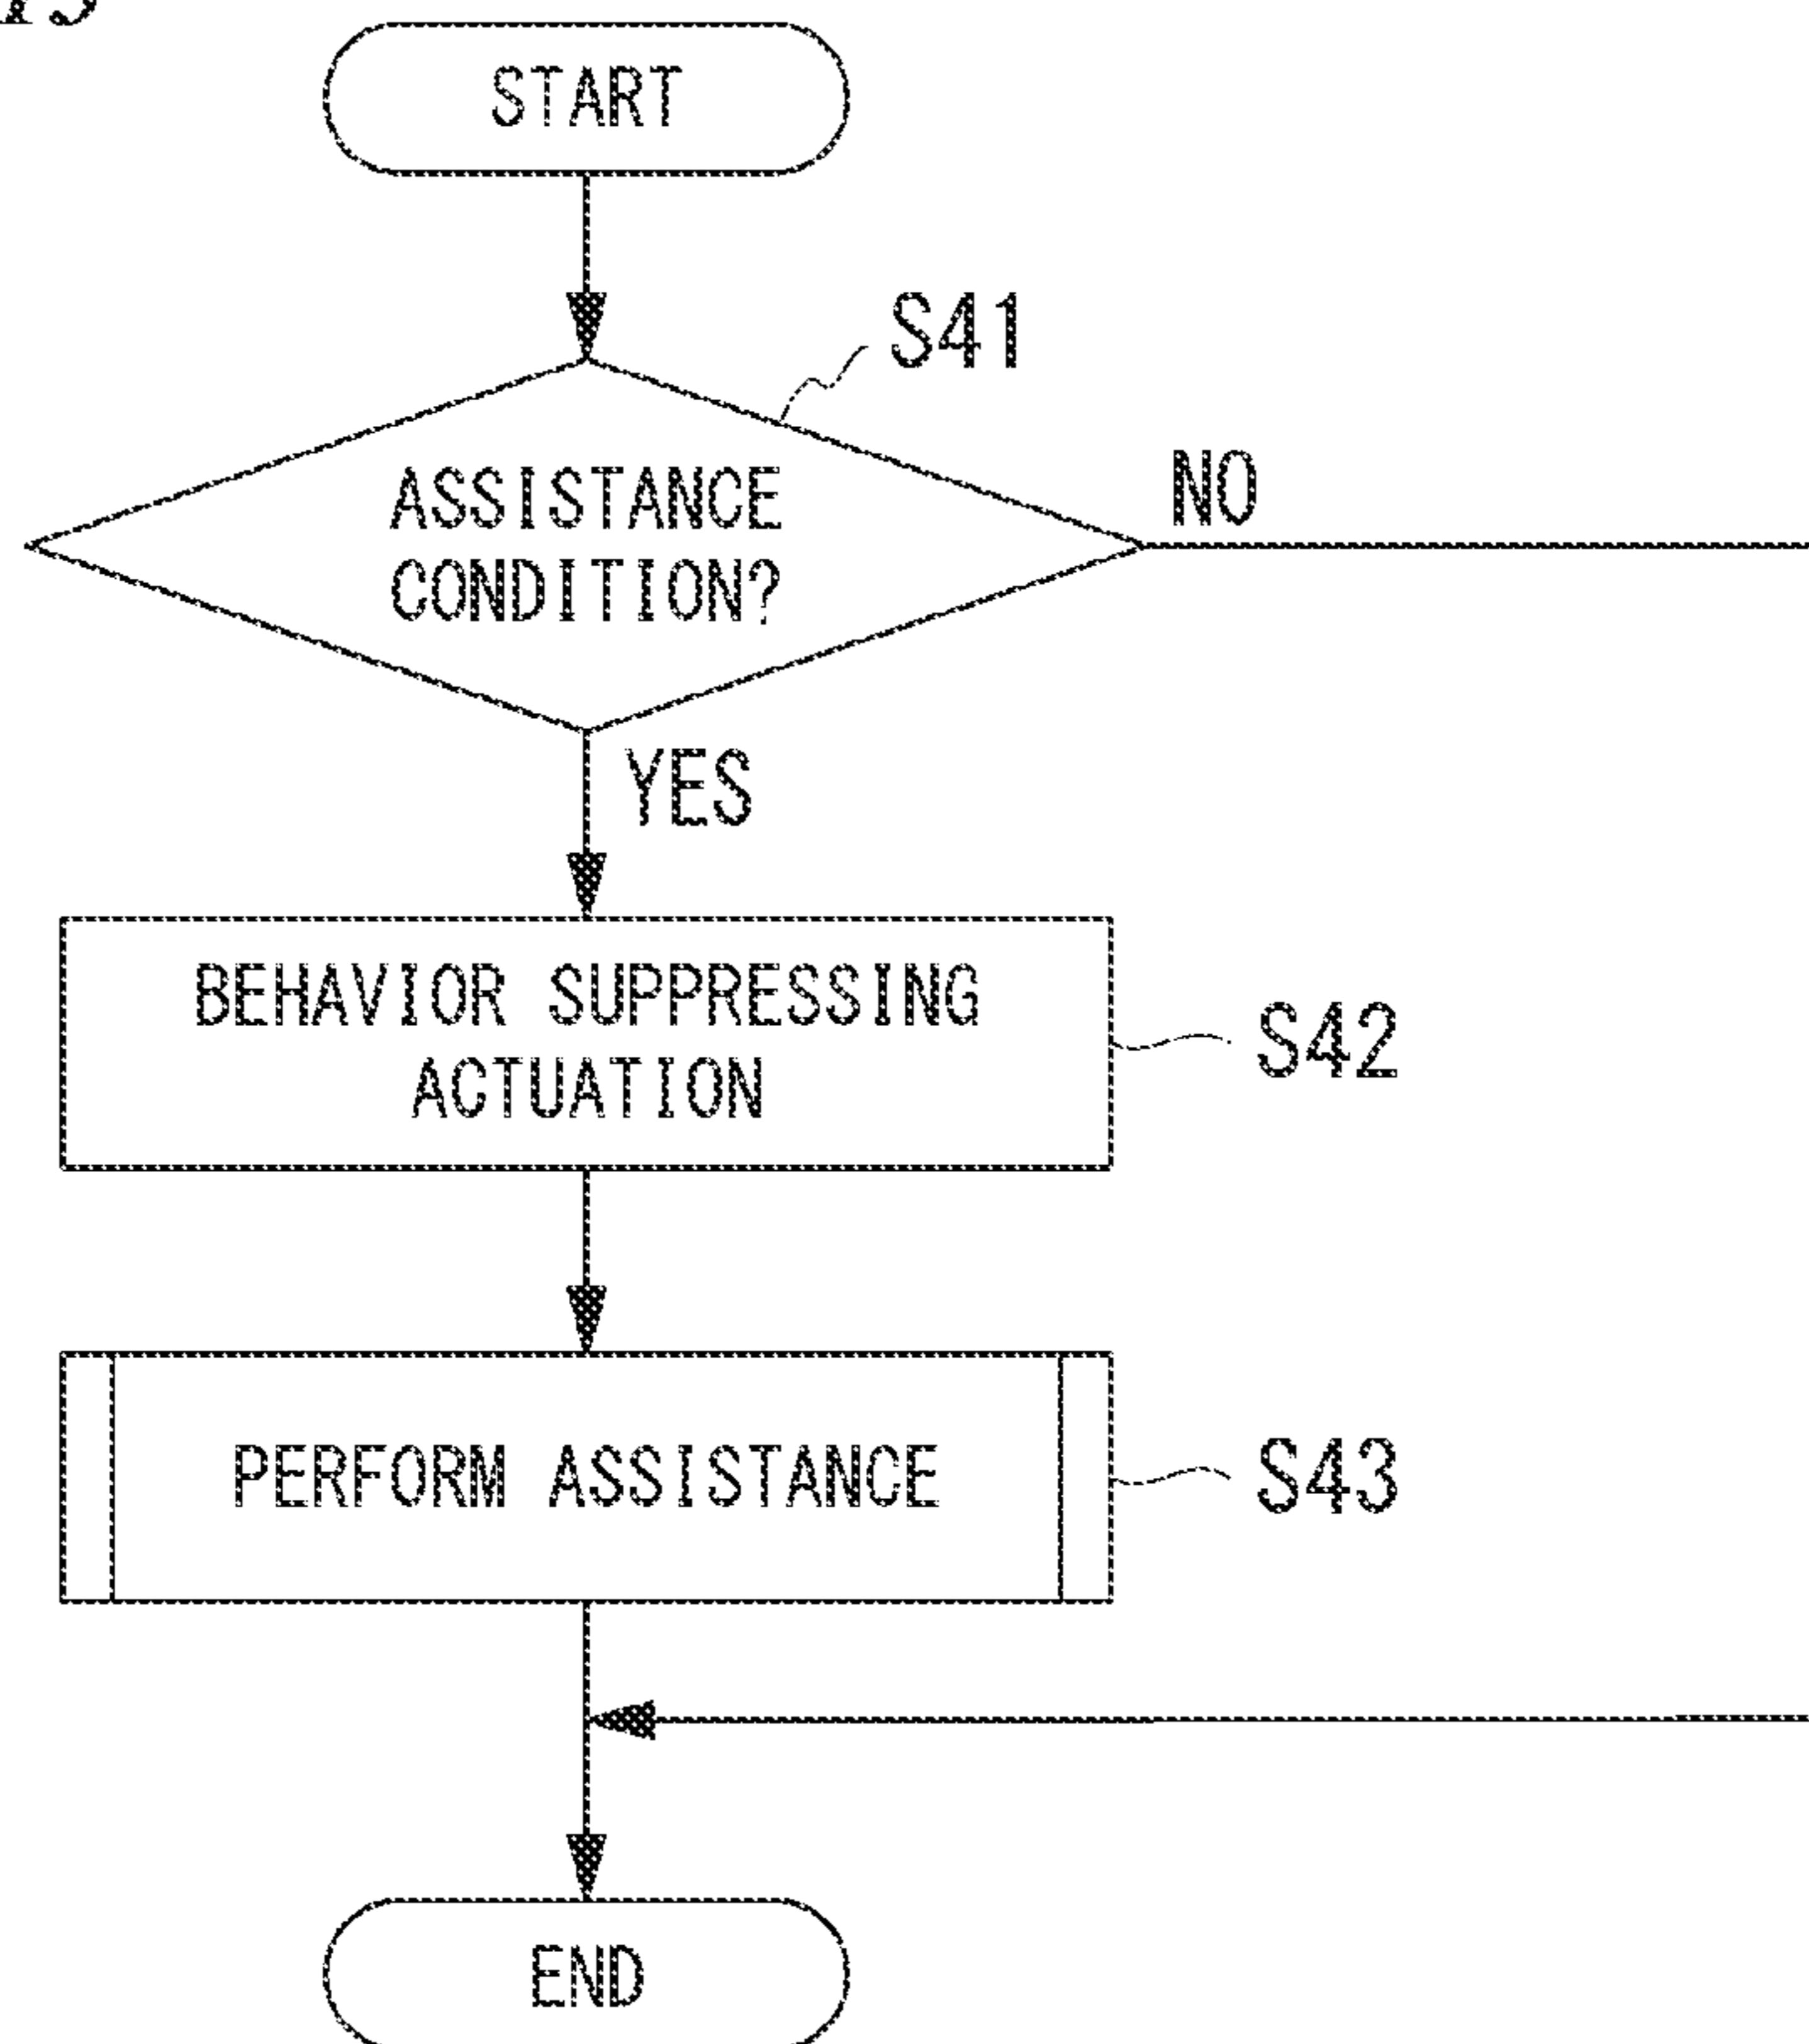 START
S41
ASSISTANCE
CONDITION?
NO
YES
BEHAVIOR SUPPRESSING
ACTUATION
S42
PERFORM ASSISTANCE
S43
END